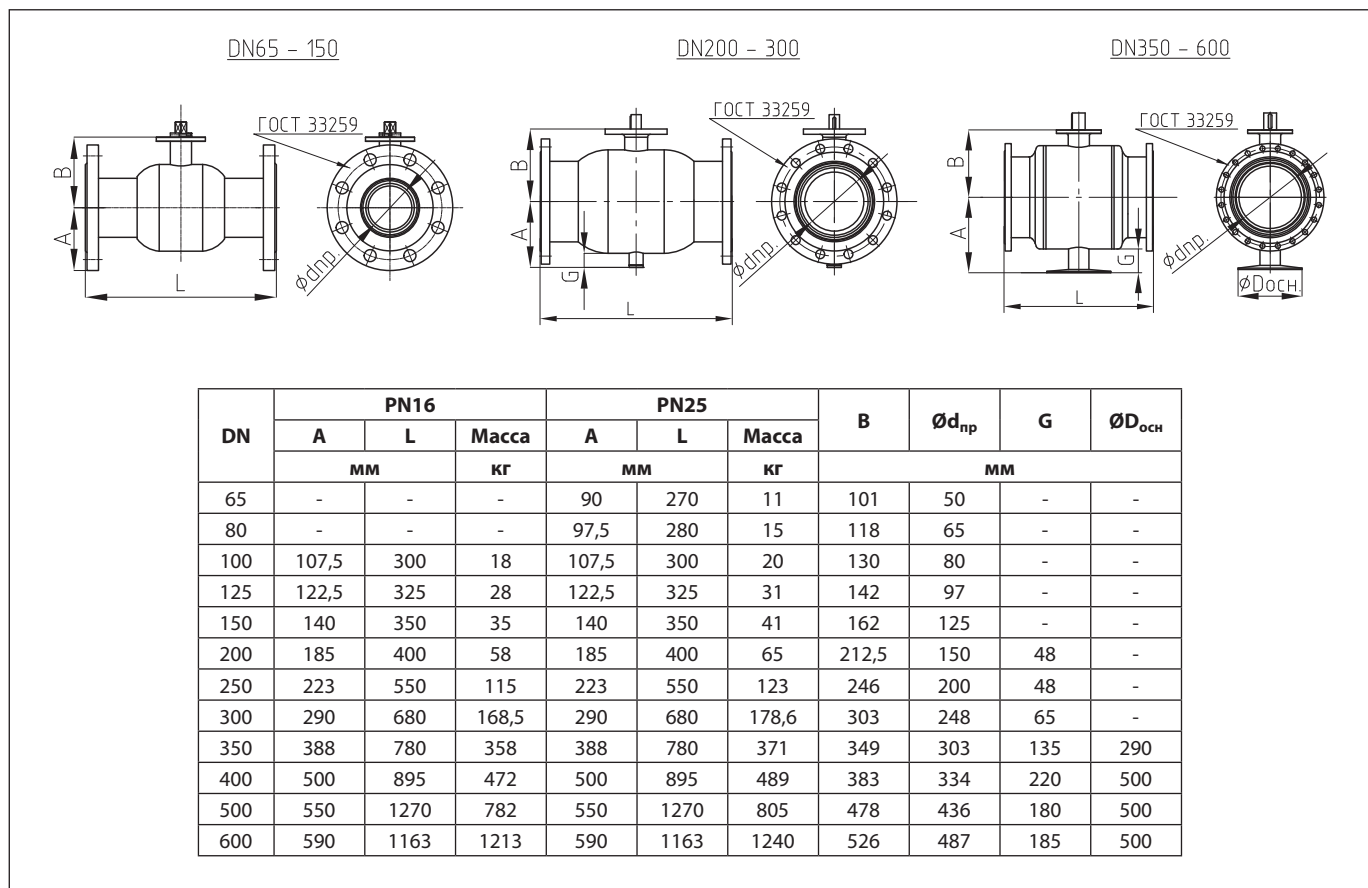 DN65 - 150
DN200 - 300
DN350 - 600
ГОСТ 33259
B
A
L
φdпр.
ГОСТ 33259
B
A
G
L
φdпр.
ГОСТ 33259
B
A
G
L
φdпр.
φDосн.
DN PN16 PN25 B Ødпр G ØDосн
A L Масса A L Масса
мм кг мм кг мм
65 - - - 90 270 11 101 50 - -
80 - - - 97,5 280 15 118 65 - -
100 107,5 300 18 107,5 300 20 130 80 - -
125 122,5 325 28 122,5 325 31 142 97 - -
150 140 350 35 140 350 41 162 125 - -
200 185 400 58 185 400 65 212,5 150 48 -
250 223 550 115 223 550 123 246 200 48 -
300 290 680 168,5 290 680 178,6 303 248 65 -
350 388 780 358 388 780 371 349 303 135 290
400 500 895 472 500 895 489 383 334 220 500
500 550 1270 782 550 1270 805 478 436 180 500
600 590 1163 1213 590 1163 1240 526 487 185 500